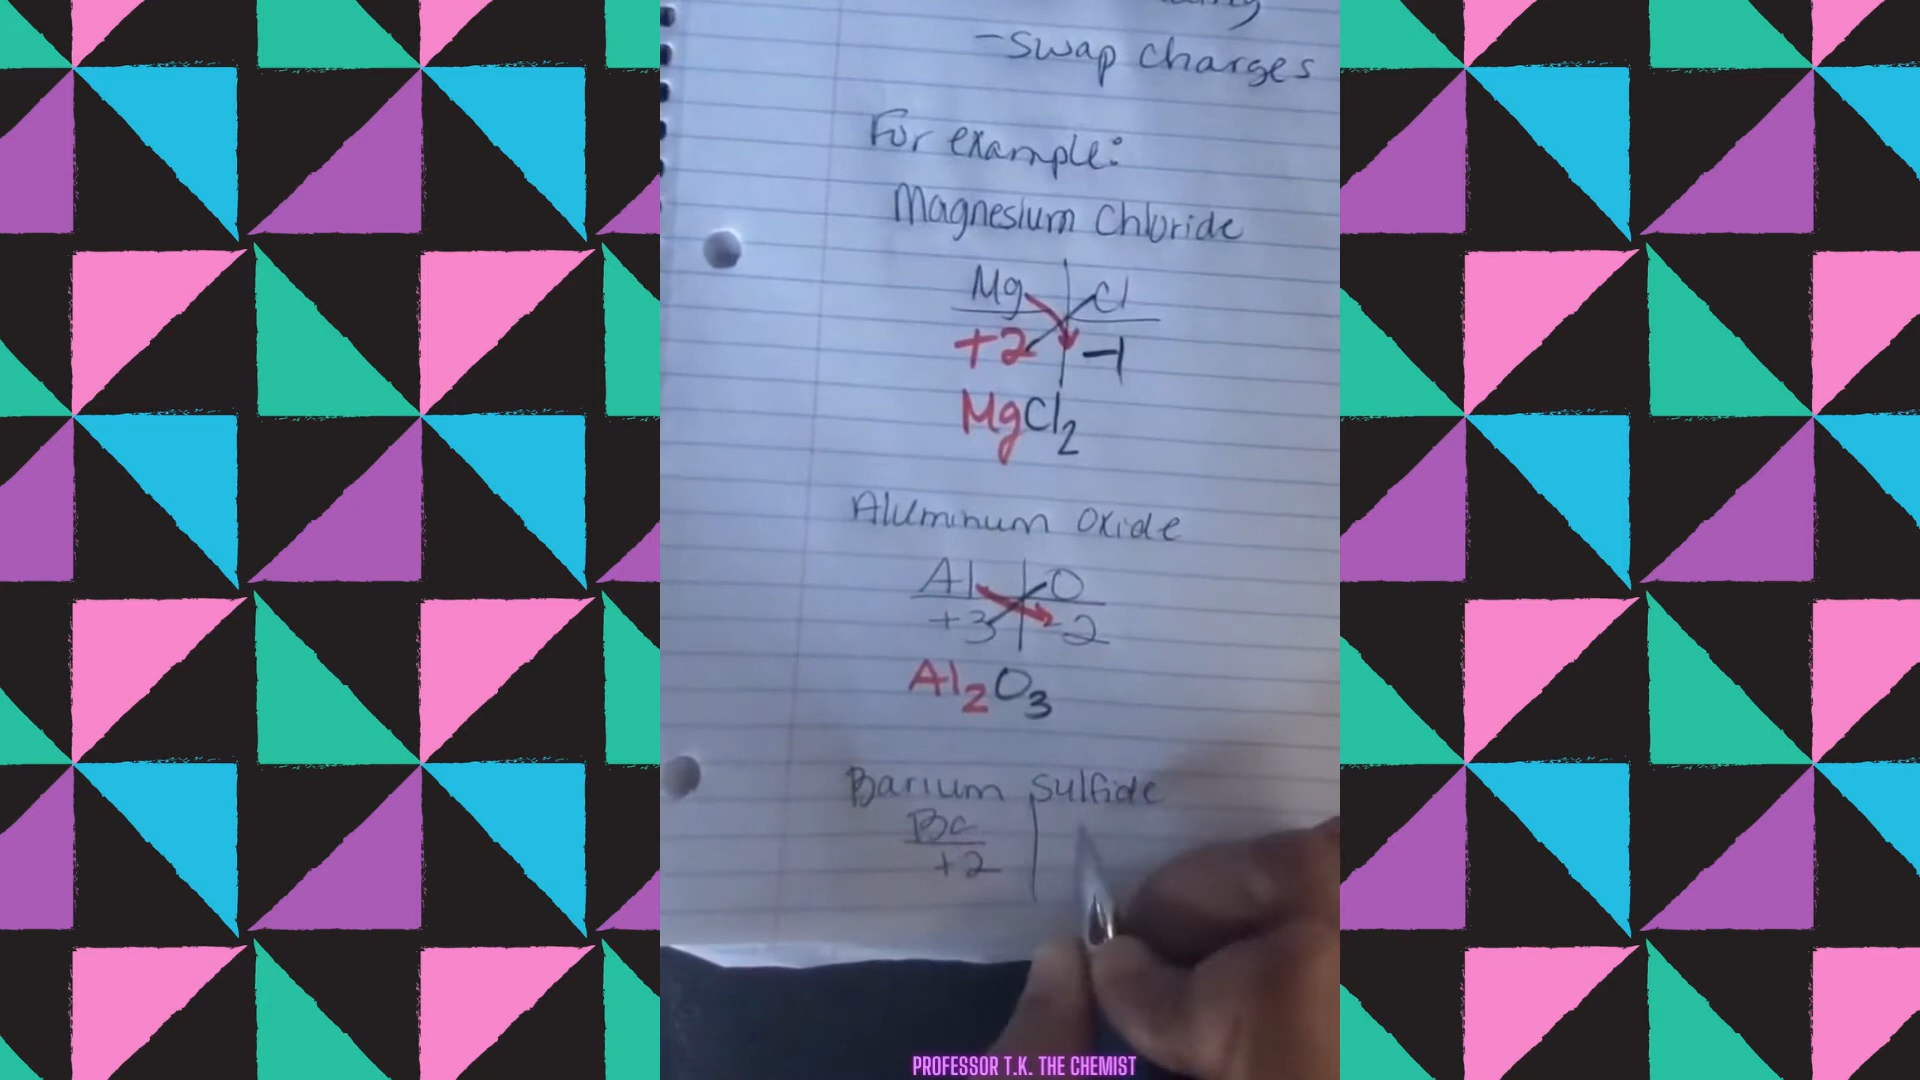 -swap charges
For example:
Magnesium Chloride
Mg Cl
+2 -1
MgCl2
Aluminum Oxide
Al O
+3 -2
Al2O3
Barium Sulfide
Ba
+2
PROFESSOR T.K. THE CHEMIST